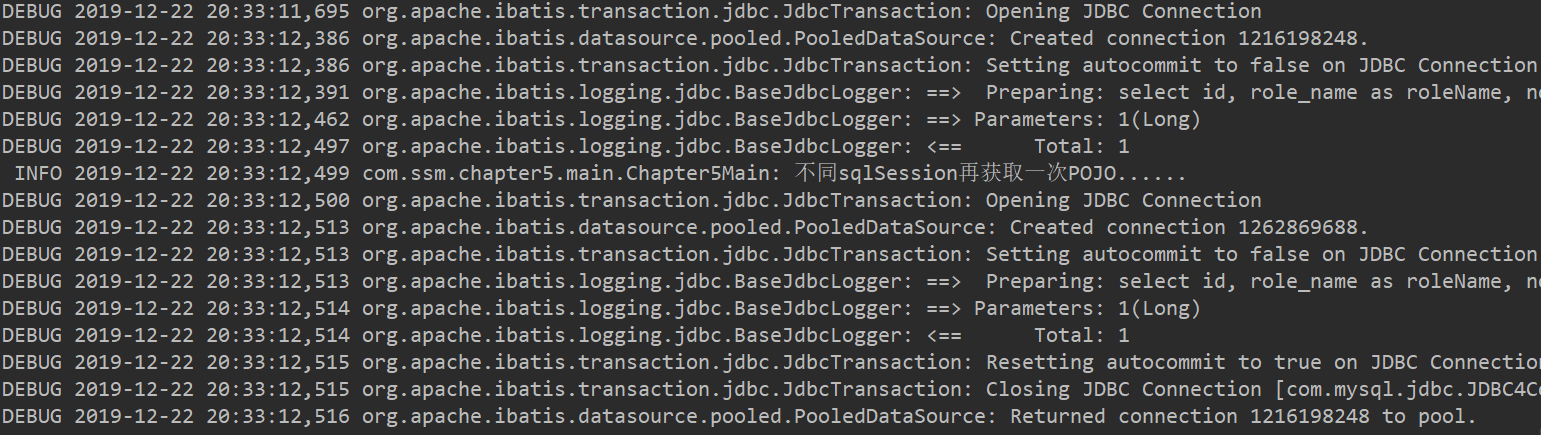 DEBUG 2019-12-22 20:33:11,695 org.apache.ibatis.transaction.jdbc.JdbcTransaction: Opening JDBC Connection
DEBUG 2019-12-22 20:33:12,386 org.apache.ibatis.datasource.pooled.PooledDataSource: Created connection 1216198248.
DEBUG 2019-12-22 20:33:12,386 org.apache.ibatis.transaction.jdbc.JdbcTransaction: Setting autocommit to false on JDBC Connection
DEBUG 2019-12-22 20:33:12,391 org.apache.ibatis.logging.jdbc.BaseJdbcLogger: ==>  Preparing: select id, role_name as roleName,
DEBUG 2019-12-22 20:33:12,462 org.apache.ibatis.logging.jdbc.BaseJdbcLogger: ==> Parameters: 1(Long)
DEBUG 2019-12-22 20:33:12,497 org.apache.ibatis.logging.jdbc.BaseJdbcLogger: <==      Total: 1
 INFO 2019-12-22 20:33:12,499 com.ssm.chapter5.main.Chapter5Main: 不同sqlSession再获取一次POJO......
DEBUG 2019-12-22 20:33:12,500 org.apache.ibatis.transaction.jdbc.JdbcTransaction: Opening JDBC Connection
DEBUG 2019-12-22 20:33:12,513 org.apache.ibatis.datasource.pooled.PooledDataSource: Created connection 1262869688.
DEBUG 2019-12-22 20:33:12,513 org.apache.ibatis.transaction.jdbc.JdbcTransaction: Setting autocommit to false on JDBC Connection
DEBUG 2019-12-22 20:33:12,513 org.apache.ibatis.logging.jdbc.BaseJdbcLogger: ==>  Preparing: select id, role_name as roleName,
DEBUG 2019-12-22 20:33:12,514 org.apache.ibatis.logging.jdbc.BaseJdbcLogger: ==> Parameters: 1(Long)
DEBUG 2019-12-22 20:33:12,514 org.apache.ibatis.logging.jdbc.BaseJdbcLogger: <==      Total: 1
DEBUG 2019-12-22 20:33:12,515 org.apache.ibatis.transaction.jdbc.JdbcTransaction: Resetting autocommit to true on JDBC Connection
DEBUG 2019-12-22 20:33:12,515 org.apache.ibatis.transaction.jdbc.JdbcTransaction: Closing JDBC Connection [com.mysql.jdbc.JDBC4Co
DEBUG 2019-12-22 20:33:12,516 org.apache.ibatis.datasource.pooled.PooledDataSource: Returned connection 1216198248 to pool.